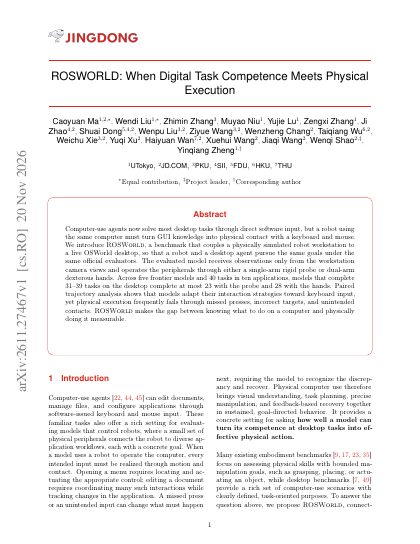 JINGDONG
ROSWORLD: When Digital Task Competence Meets Physical
Execution
Caoyuan Ma1,2,*, Wendi Liu1,*, Zhimin Zhang3, Muyao Niu1, Yujie Lu1, Zengxi Zhang1, Ji
Zhao4,2, Shuai Dong5,4,2, Wenpu Liu3,2, Ziyue Wang3,2, Wenzheng Chang2, Taiqiang Wu6,2,
Weichu Xie3,2, Yuqi Xu2, Haiyuan Wan7,2, Xuehui Wang2, Jiaqi Wang2, Wenqi Shao2,†,
Yinqiang Zheng1,‡
1UTokyo, 2JD.COM, 3PKU, 4SII, 5FDU, 6HKU, 7THU
*Equal contribution, †Project leader, ‡Corresponding author
Abstract
Computer-use agents now solve most desktop tasks through direct software input, but a robot using
the same computer must turn GUI knowledge into physical contact with a keyboard and mouse.
We introduce ROSWORLD, a benchmark that couples a physically simulated robot workstation to
a live OSWorld desktop, so that a robot and a desktop agent pursue the same goals under the
same official evaluators. The evaluated model receives observations only from the workstation
camera views and operates the peripherals through either a single-arm rigid probe or dual-arm
dexterous hands. Across five frontier models and 40 tasks in ten applications, models that complete
31–39 tasks on the desktop complete at most 23 with the probe and 28 with the hands. Paired
trajectory analysis shows that models adapt their interaction strategies toward keyboard input,
yet physical execution frequently fails through missed presses, incorrect targets, and unintended
contacts. ROSWORLD makes the gap between knowing what to do on a computer and physically
doing it measurable.
arXiv:2611.27467v1 [cs.RO] 20 Nov 2026
1 Introduction
Computer-use agents [22, 44, 45] can edit documents,
manage files, and configure applications through
software-issued keyboard and mouse input. These
familiar tasks also offer a rich setting for evaluat-
ing models that control robots, where a small set of
physical peripherals connects the robot to diverse ap-
plication workflows, each with a concrete goal. When
a model uses a robot to operate the computer, every
intended input must be realized through motion and
contact. Opening a menu requires locating and actu-
ating the appropriate control; editing a document
requires coordinating many such interactions while
tracking changes in the application. A missed press
or an unintended input can change what must happen
next, requiring the model to recognize the discrep-
ancy and recover. Physical computer use therefore
brings visual understanding, task planning, precise
manipulation, and feedback-based recovery together
in sustained, goal-directed behavior. It provides a
concrete setting for asking how well a model can
turn its competence at desktop tasks into ef-
fective physical action.
Many existing embodiment benchmarks [9, 17, 23, 35]
focus on assessing physical skills with bounded ma-
nipulation goals, such as grasping, placing, or actu-
ating an object, while desktop benchmarks [7, 49]
provide a rich set of computer-use scenarios with
clearly defined, task-oriented purposes. To answer
the question above, we propose ROSWORLD, connect-
1